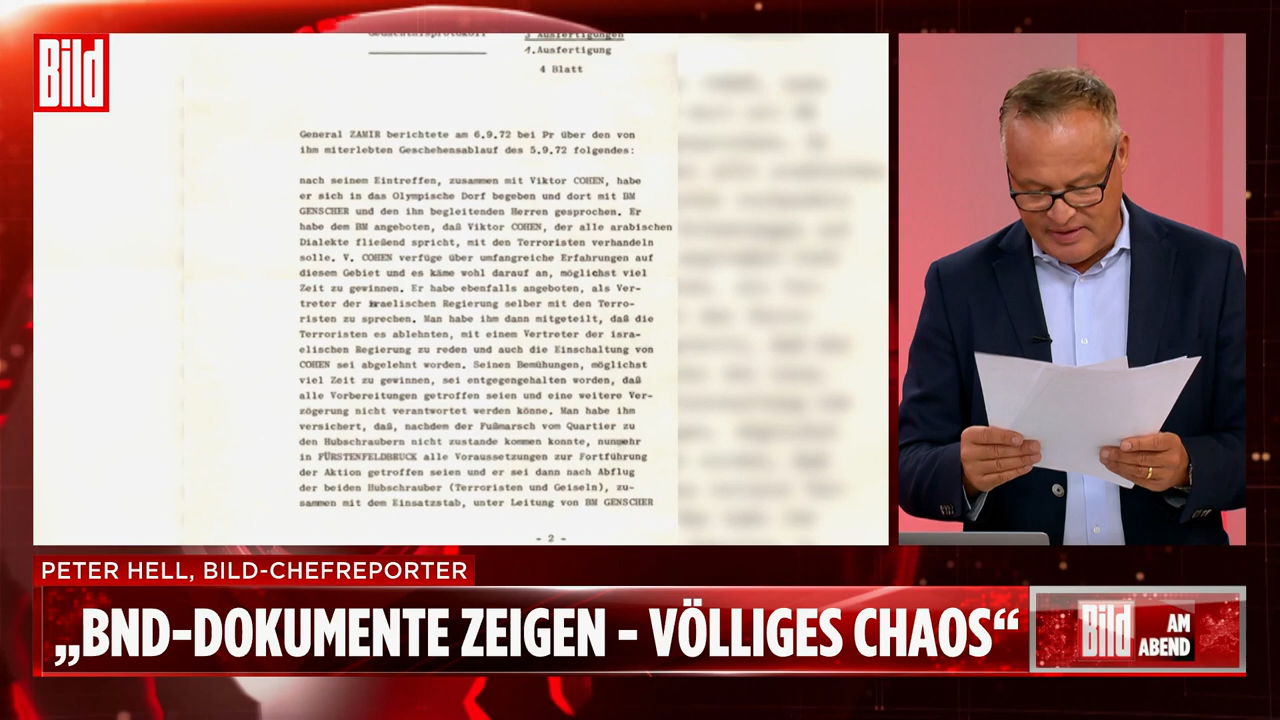 Bild
Gedächtnisprotokoll
3 Ausfertigungen
1.Ausfertigung
4 Blatt
General ZAMIR berichtete am 6.9.72 bei Pr über den von
ihm miterlebten Geschehensablauf des 5.9.72 folgendes:
nach seinem Eintreffen, zusammen mit Viktor COHEN, habe
er sich in das Olympische Dorf begeben und dort mit BM
GENSCHER und den ihn begleitenden Herren gesprochen. Er
habe dem BM angeboten, daß Viktor COHEN, der alle arabischen
Dialekte fließend spricht, mit den Terroristen verhandeln
solle. V. COHEN verfüge über umfangreiche Erfahrungen auf
diesem Gebiet und es käme wohl darauf an, möglichst viel
Zeit zu gewinnen. Er habe ebenfalls angeboten, als Ver-
treter der israelischen Regierung selber mit den Terro-
risten zu sprechen. Man habe ihm dann mitgeteilt, daß die
Terroristen es ablehnten, mit einem Vertreter der isra-
elischen Regierung zu reden und auch die Einschaltung von
COHEN sei abgelehnt worden. Seinen Bemühungen, möglichst
viel Zeit zu gewinnen, sei entgegengehalten worden, daß
alle Vorbereitungen getroffen seien und eine weitere Ver-
zögerung nicht verantwortet werden könne. Man habe ihm
versichert, daß, nachdem der Fußmarsch vom Quartier zu
den Hubschraubern nicht zustande kommen konnte, nunmehr
in FÜRSTENFELDBRUCK alle Voraussetzungen zur Fortführung
der Aktion getroffen seien und er sei dann nach Abflug
der beiden Hubschrauber (Terroristen und Geiseln), zu-
sammen mit dem Einsatzstab, unter Leitung von BM GENSCHER
- 2 -
PETER HELL, BILD-CHEFREPORTER
„BND-DOKUMENTE ZEIGEN - VÖLLIGES CHAOS“
Bild AM
ABEND